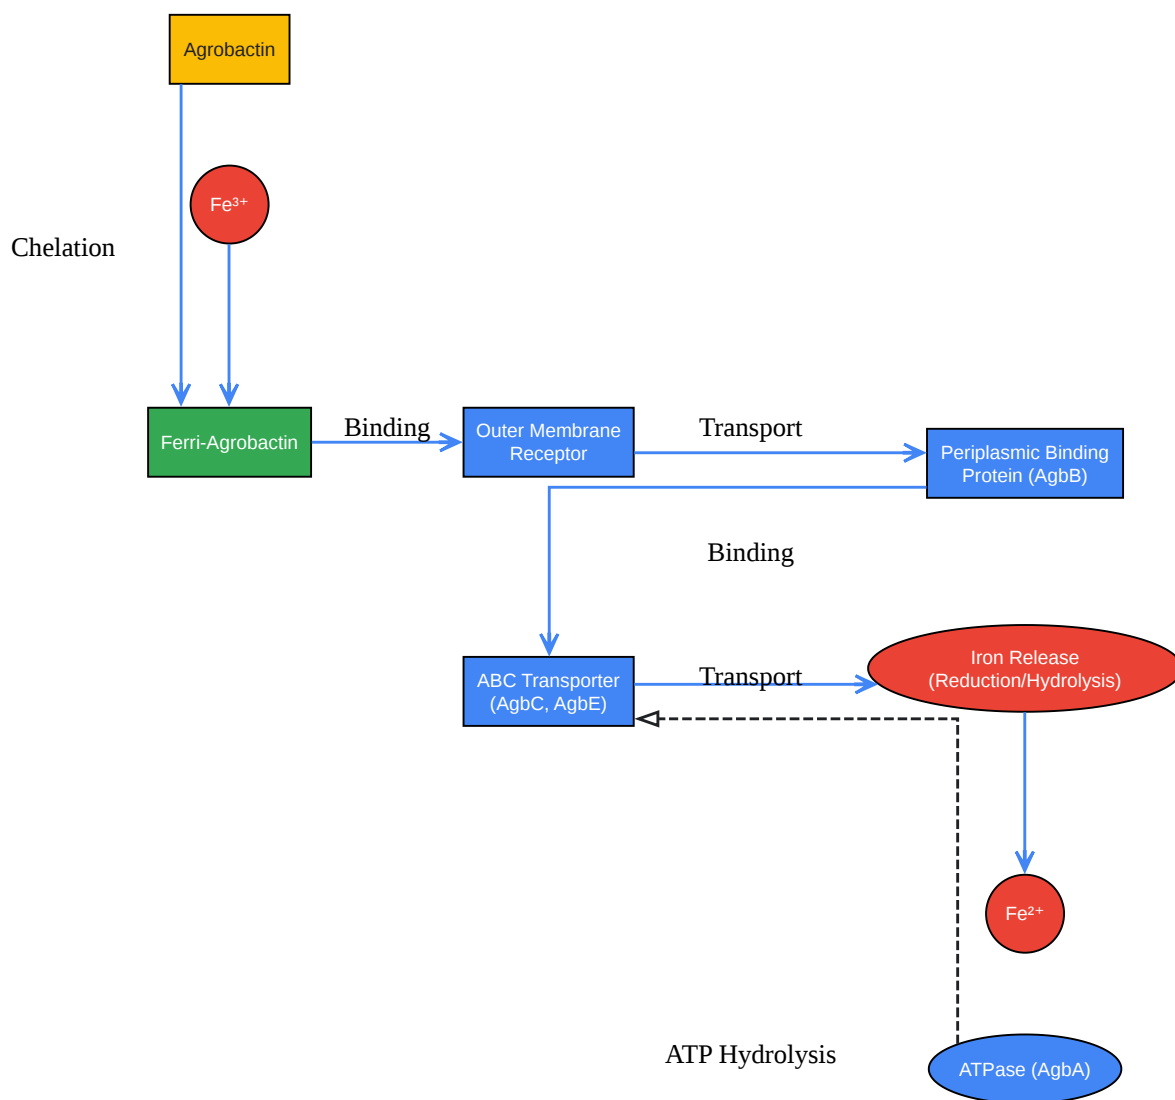 Agrobactin
Fe³⁺
Chelation
Ferri-Agrobactin
Binding
Outer Membrane
Receptor
Transport
Periplasmic Binding
Protein (AgbB)
Binding
ABC Transporter
(AgbC, AgbE)
Transport
Iron Release
(Reduction/Hydrolysis)
Fe²⁺
ATP Hydrolysis
ATPase (AgbA)